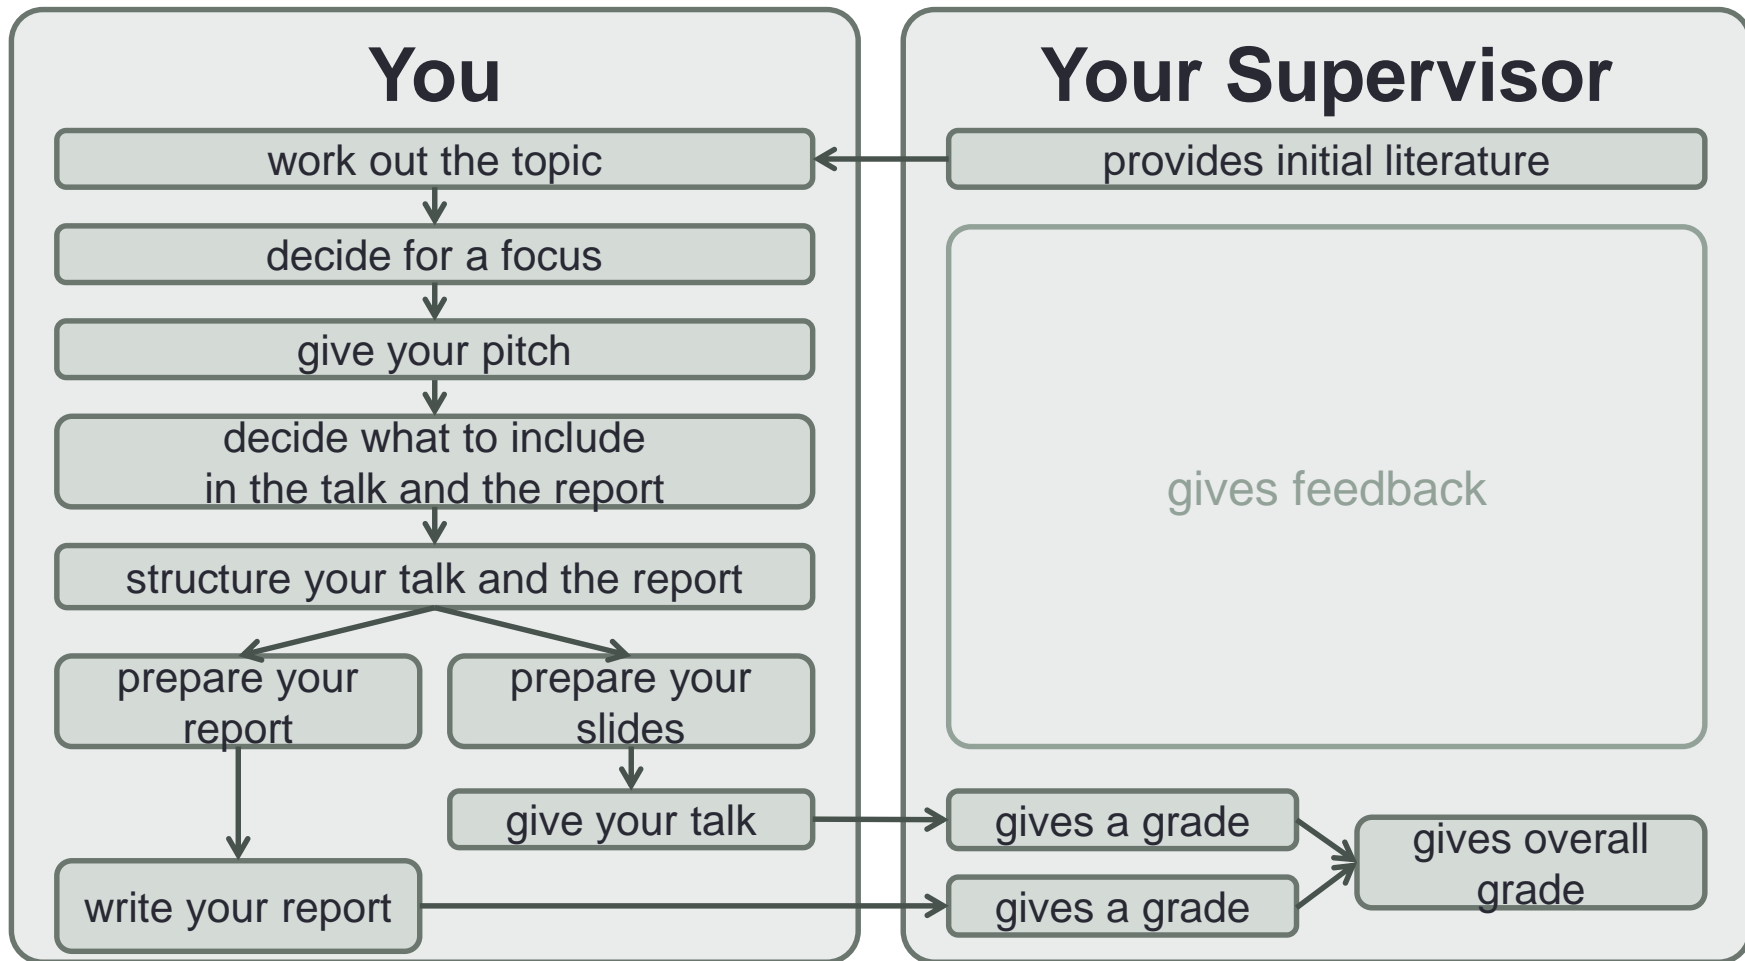 You
work out the topic
decide for a focus
give your pitch
decide what to include
in the talk and the report
structure your talk and the report
prepare your
report
prepare your
slides
give your talk
write your report
Your Supervisor
provides initial literature
gives feedback
gives a grade
gives a grade
gives overall
grade